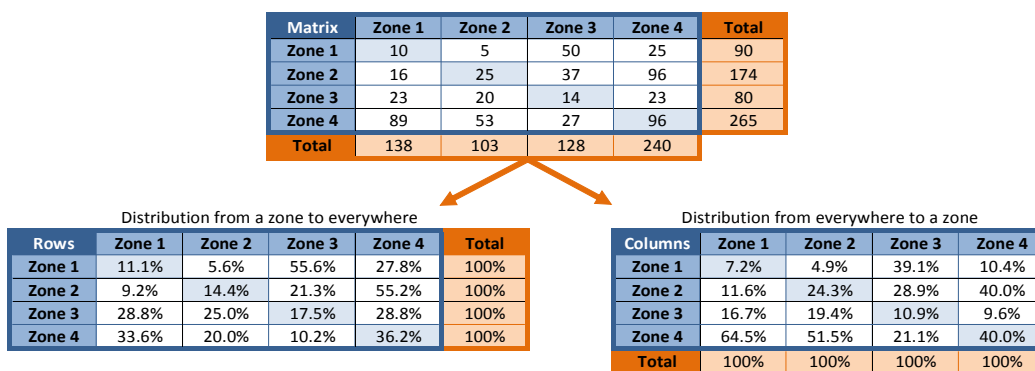 Matrix Zone 1 Zone 2 Zone 3 Zone 4 Total
Zone 1 10 5 50 25 90
Zone 2 16 25 37 96 174
Zone 3 23 20 14 23 80
Zone 4 89 53 27 96 265
Total 138 103 128 240
Distribution from a zone to everywhere
Rows Zone 1 Zone 2 Zone 3 Zone 4 Total
Zone 1 11.1% 5.6% 55.6% 27.8% 100%
Zone 2 9.2% 14.4% 21.3% 55.2% 100%
Zone 3 28.8% 25.0% 17.5% 28.8% 100%
Zone 4 33.6% 20.0% 10.2% 36.2% 100%
Distribution from everywhere to a zone
Columns Zone 1 Zone 2 Zone 3 Zone 4
Zone 1 7.2% 4.9% 39.1% 10.4%
Zone 2 11.6% 24.3% 28.9% 40.0%
Zone 3 16.7% 19.4% 10.9% 9.6%
Zone 4 64.5% 51.5% 21.1% 40.0%
Total 100% 100% 100% 100%